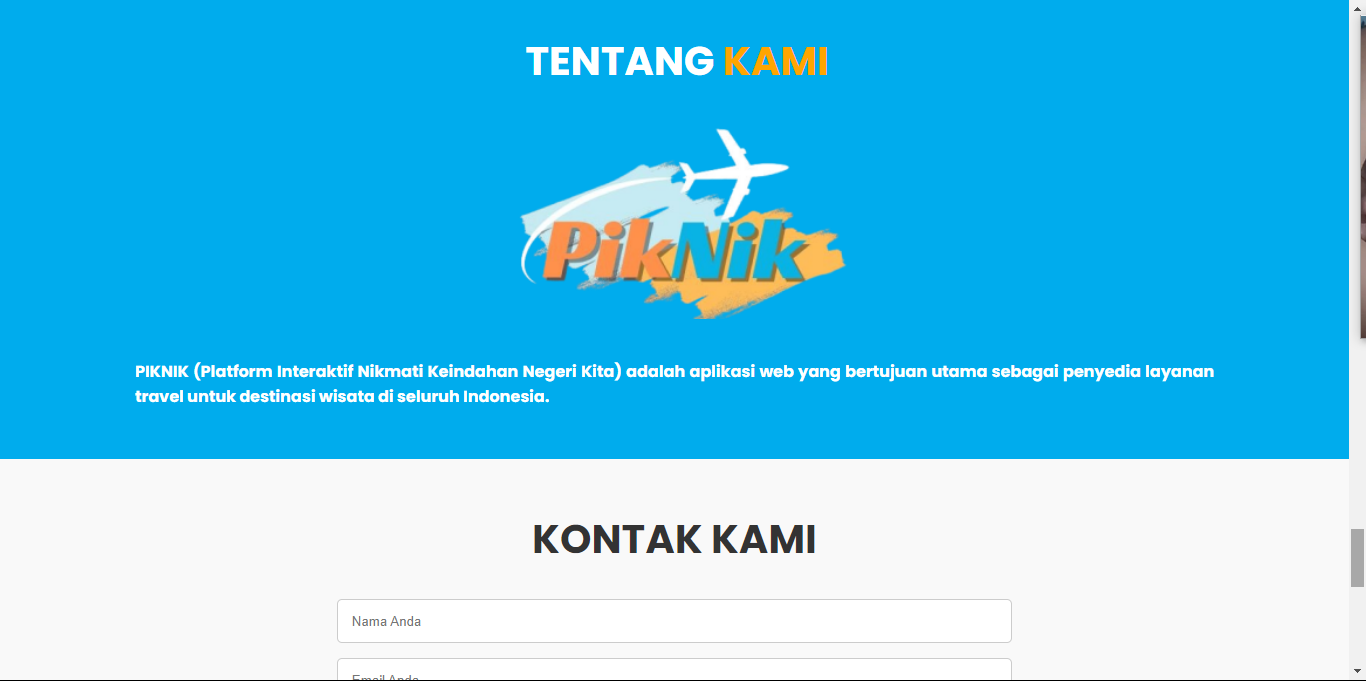 TENTANG KAMI
PikNik
PIKNIK (Platform Interaktif Nikmati Keindahan Negeri Kita) adalah aplikasi web yang bertujuan utama sebagai penyedia layanan
travel untuk destinasi wisata di seluruh Indonesia.
KONTAK KAMI
Nama Anda
Email Anda